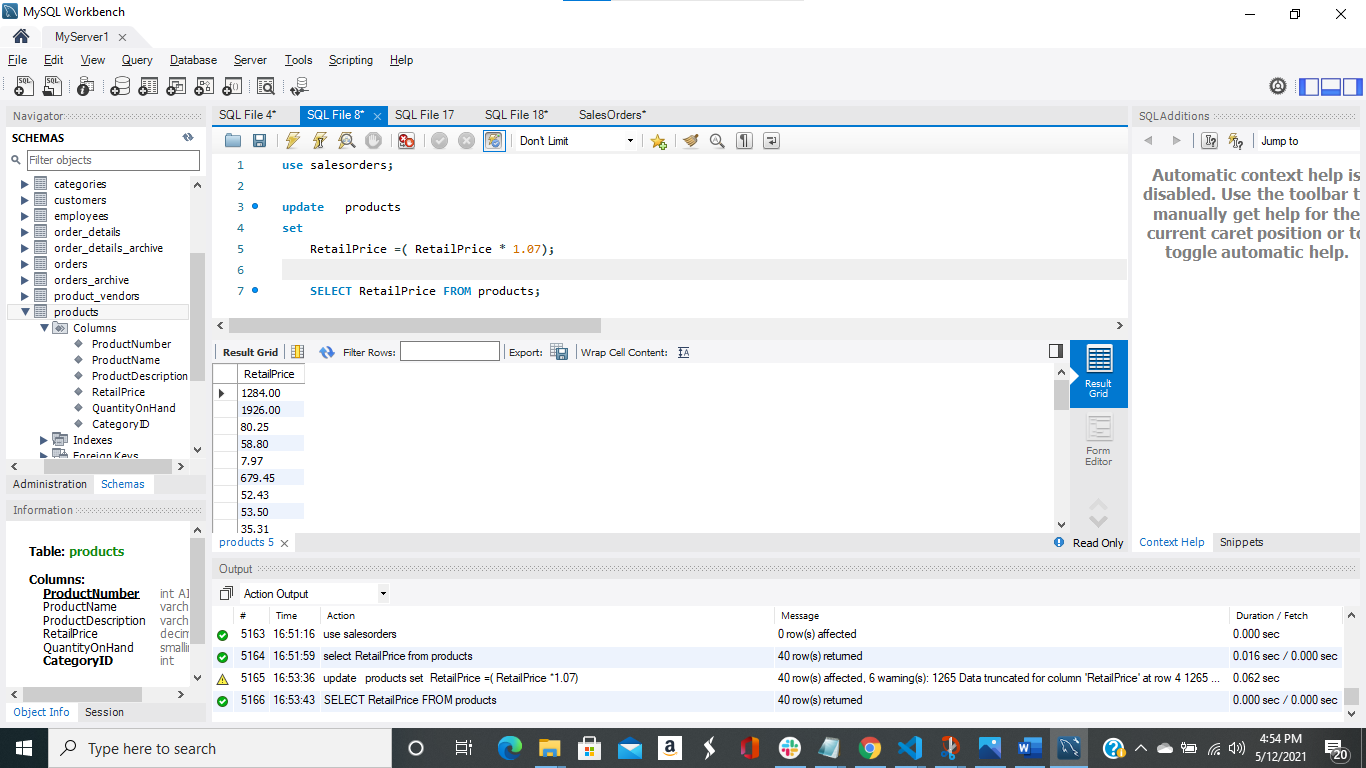 MySQL Workbench
MyServer1
File Edit View Query Database Server Tools Scripting Help
Navigator
SCHEMAS
Filter objects
categories
customers
employees
order_details
order_details_archive
orders
orders_archive
product_vendors
products
Columns
ProductNumber
ProductName
ProductDescription
RetailPrice
QuantityOnHand
CategoryID
Indexes
Foreign Keys
Administration Schemas
Information
Table: products
Columns:
ProductNumber int AI
ProductName varch
ProductDescription varch
RetailPrice decim
QuantityOnHand smalli
CategoryID int
Object Info Session
SQL File 4* SQL File 8* SQL File 17 SQL File 18* SalesOrders*
Don't Limit
1 use salesorders;
2
3 update products
4 set
5 RetailPrice =( RetailPrice * 1.07);
6
7 SELECT RetailPrice FROM products;
Result Grid Filter Rows: Export: Wrap Cell Content:
RetailPrice
1284.00
1926.00
80.25
58.80
7.97
679.45
52.43
53.50
35.31
Result Grid
Form Editor
products 5
Read Only
SQLAdditions
Jump to
Automatic context help is
disabled. Use the toolbar t
manually get help for the
current caret position or to
toggle automatic help.
Context Help Snippets
Output
Action Output
# Time Action Message Duration / Fetch
5163 16:51:16 use salesorders 0 row(s) affected 0.000 sec
5164 16:51:59 select RetailPrice from products 40 row(s) returned 0.016 sec / 0.000 sec
5165 16:53:36 update products set RetailPrice =( RetailPrice *1.07) 40 row(s) affected, 6 warning(s): 1265 Data truncated for column 'RetailPrice' at row 4 1265 ... 0.062 sec
5166 16:53:43 SELECT RetailPrice FROM products 40 row(s) returned 0.000 sec / 0.000 sec
Type here to search
4:54 PM
5/12/2021
20